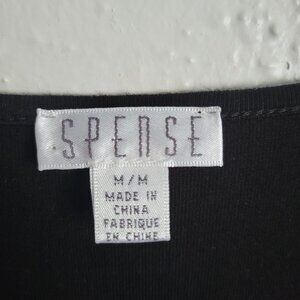 SPENSE
M/M
MADE IN
CHINA
FABRIQUE
EN CHINE